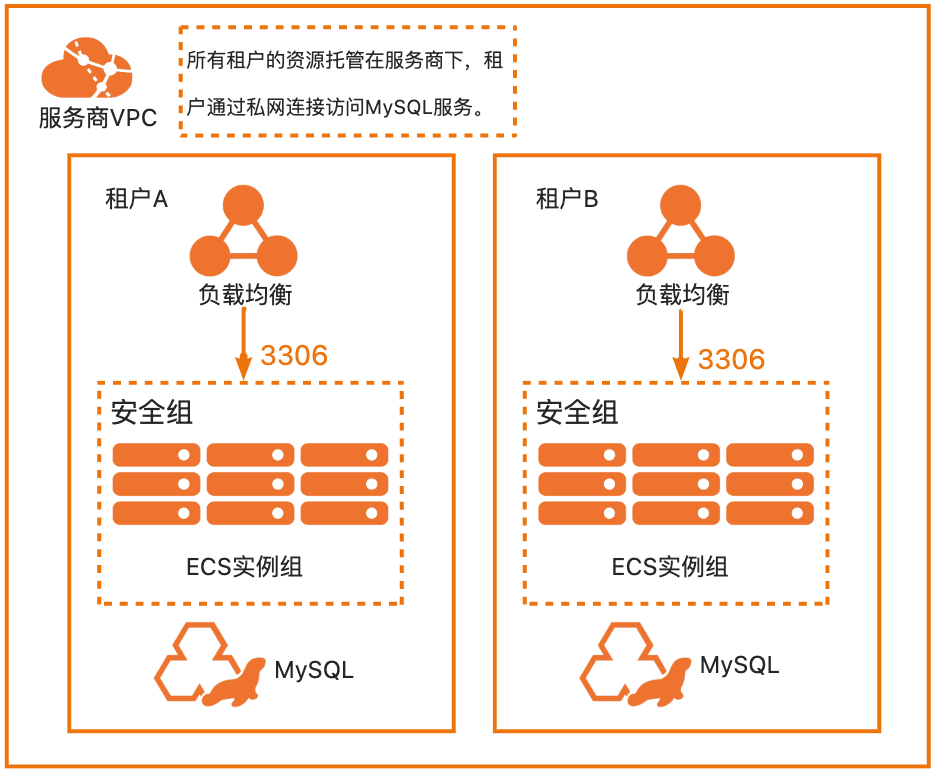 所有租户的资源托管在服务商下，租
户通过私网连接访问MySQL服务。
服务商VPC
租户A
负载均衡
3306
安全组
ECS实例组
MySQL
租户B
负载均衡
3306
安全组
ECS实例组
MySQL